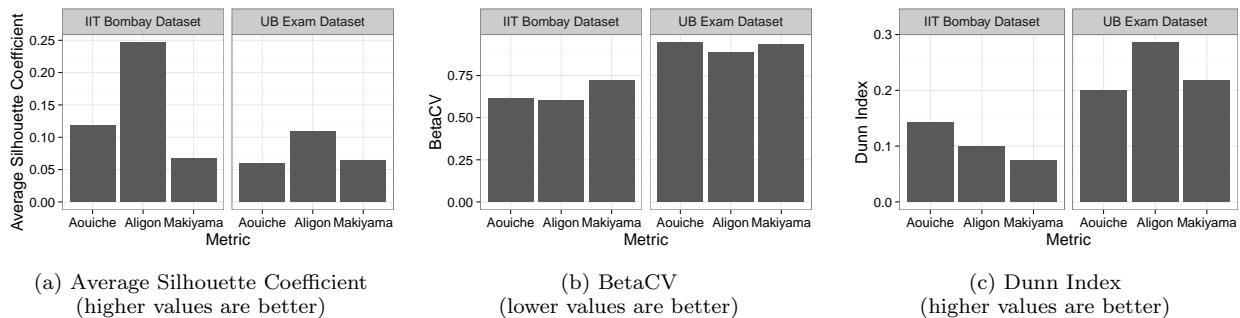 IIT Bombay Dataset UB Exam Dataset
Average Silhouette Coefficient
0.25
0.20
0.15
0.10
0.05
0.00
Aouiche Aligon Makiyama Aouiche Aligon Makiyama
Metric
(a) Average Silhouette Coefficient
(higher values are better)
IIT Bombay Dataset UB Exam Dataset
BetaCV
0.75
0.50
0.25
0.00
Aouiche Aligon Makiyama Aouiche Aligon Makiyama
Metric
(b) BetaCV
(lower values are better)
IIT Bombay Dataset UB Exam Dataset
Dunn Index
0.3
0.2
0.1
0.0
Aouiche Aligon Makiyama Aouiche Aligon Makiyama
Metric
(c) Dunn Index
(higher values are better)